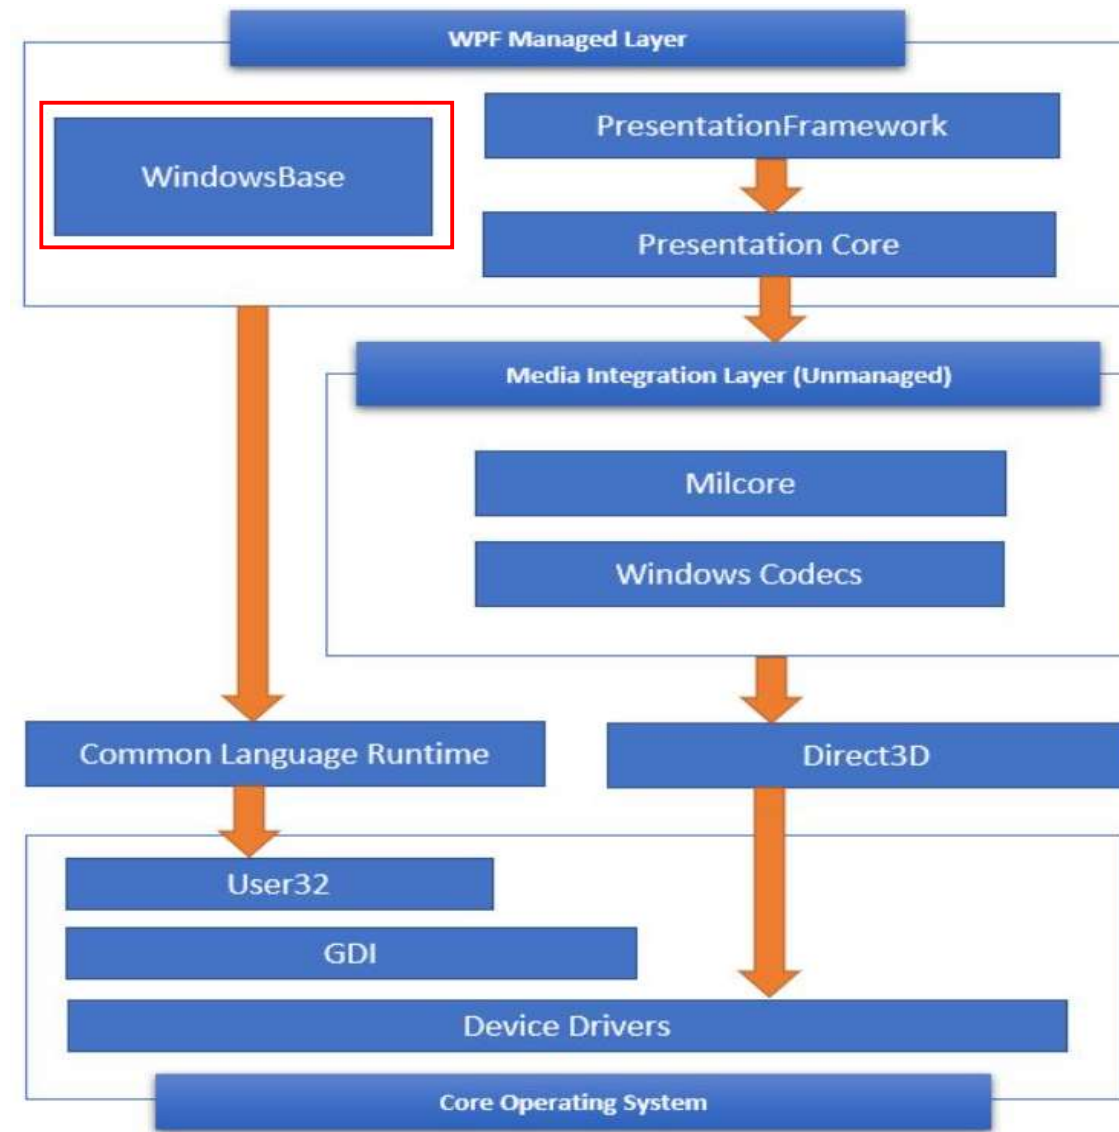 WPF Managed Layer
WindowsBase
PresentationFramework
Presentation Core
Media Integration Layer (Unmanaged)
Milcore
Windows Codecs
Common Language Runtime
Direct3D
User32
GDI
Device Drivers
Core Operating System